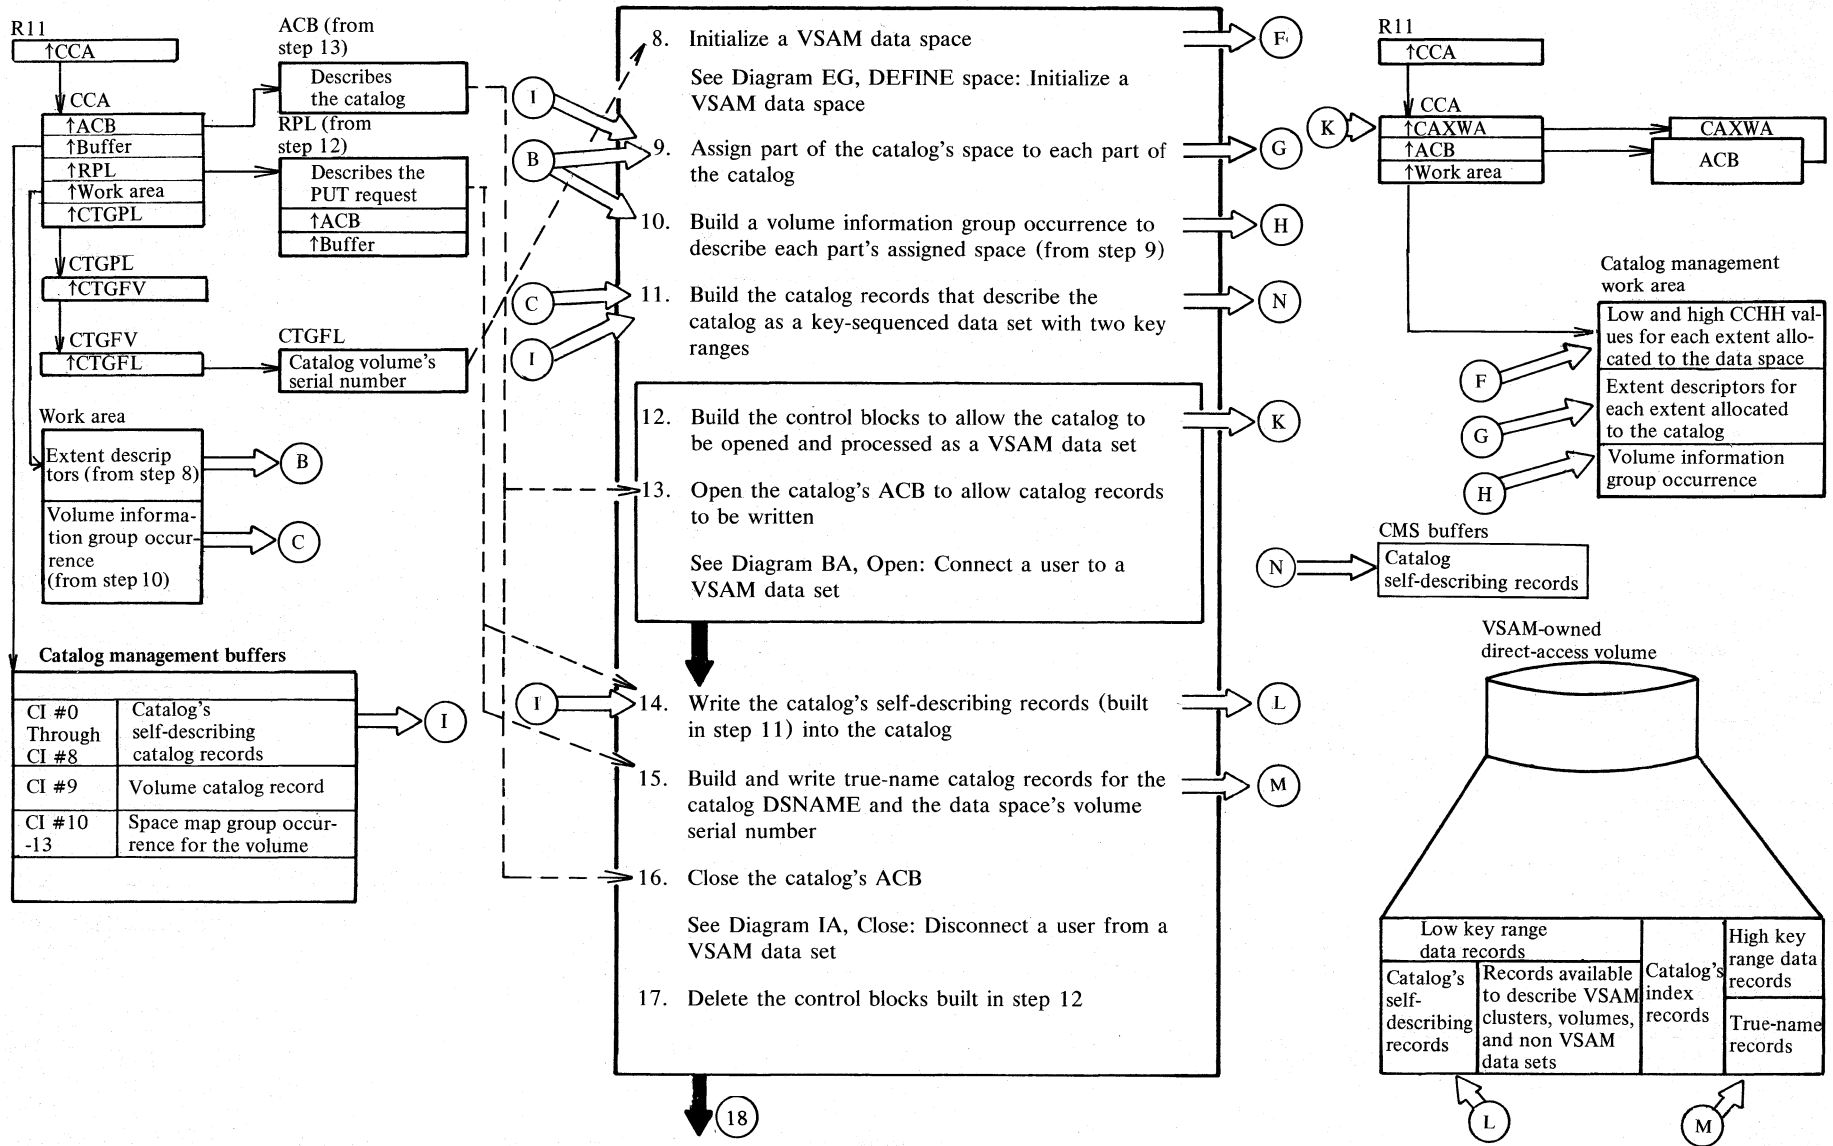 R11
↑CCA
CCA
↑ACB
↑Buffer
↑RPL
↑Work area
↑CTGPL
CTGPL
↑CTGFV
CTGFV
↑CTGFL
Work area
Extent descrip
tors (from step 8)
Volume informa-
tion group occur-
rence
(from step 10)
B
C
Catalog management buffers
CI #0
Through
CI #8
Catalog's
self-describing
catalog records
CI #9
Volume catalog record
CI #10
-13
Space map group occur-
rence for the volume
I
ACB (from
step 13)
Describes
the catalog
RPL (from
step 12)
Describes the
PUT request
↑ACB
↑Buffer
CTGFL
Catalog volume's
serial number
I
B
C
I
I
8. Initialize a VSAM data space
See Diagram EG, DEFINE space: Initialize a
VSAM data space
9. Assign part of the catalog's space to each part of
the catalog
10. Build a volume information group occurrence to
describe each part's assigned space (from step 9)
11. Build the catalog records that describe the
catalog as a key-sequenced data set with two key
ranges
12. Build the control blocks to allow the catalog to
be opened and processed as a VSAM data set
13. Open the catalog's ACB to allow catalog records
to be written
See Diagram BA, Open: Connect a user to a
VSAM data set
14. Write the catalog's self-describing records (built
in step 11) into the catalog
15. Build and write true-name catalog records for the
catalog DSNAME and the data space's volume
serial number
16. Close the catalog's ACB
See Diagram IA, Close: Disconnect a user from a
VSAM data set
17. Delete the control blocks built in step 12
18
F
G
H
N
K
L
M
R11
↑CCA
K
CCA
↑CAXWA
↑ACB
↑Work area
CAXWA
ACB
Catalog management
work area
Low and high CCHH val-
ues for each extent allo-
cated to the data space
Extent descriptors for
each extent allocated
to the catalog
Volume information
group occurrence
F
G
H
CMS buffers
N
Catalog
self-describing records
VSAM-owned
direct-access volume
Low key range
data records
Catalog's
self-
describing
records
Records available
to describe VSAM
clusters, volumes,
and non VSAM
data sets
Catalog's
index
records
High key
range data
records
True-name
records
L
M